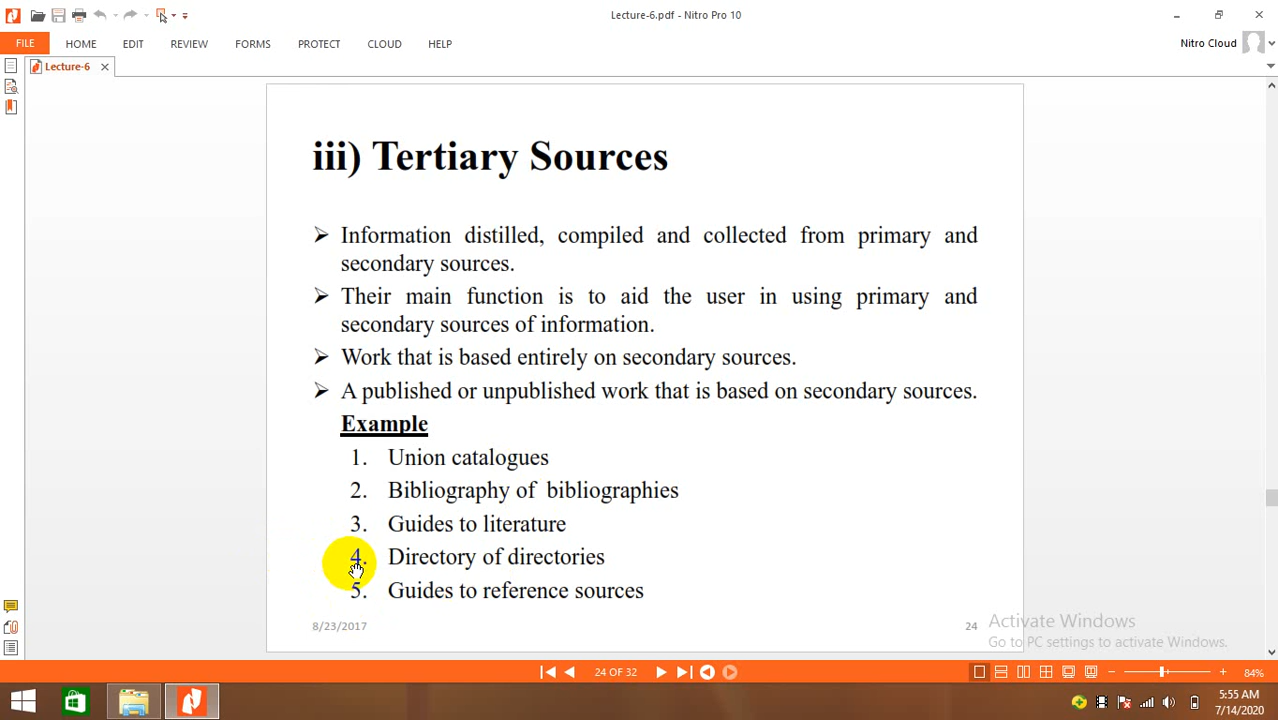 Lecture-6.pdf - Nitro Pro 10
FILE HOME EDIT REVIEW FORMS PROTECT CLOUD HELP Nitro Cloud
Lecture-6
iii) Tertiary Sources
Information distilled, compiled and collected from primary and
secondary sources.
Their main function is to aid the user in using primary and
secondary sources of information.
Work that is based entirely on secondary sources.
A published or unpublished work that is based on secondary sources.
Example
1. Union catalogues
2. Bibliography of bibliographies
3. Guides to literature
4. Directory of directories
5. Guides to reference sources
8/23/2017 24
Activate Windows
Go to PC settings to activate Windows.
24 OF 32 84%
5:55 AM
7/14/2020